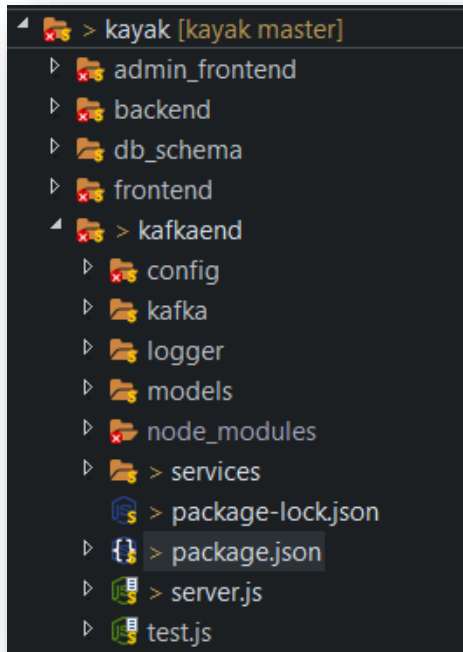 > kayak [kayak master]
admin_frontend
backend
db_schema
frontend
> kafkaend
config
kafka
logger
models
node_modules
> services
> package-lock.json
> package.json
> server.js
test.js